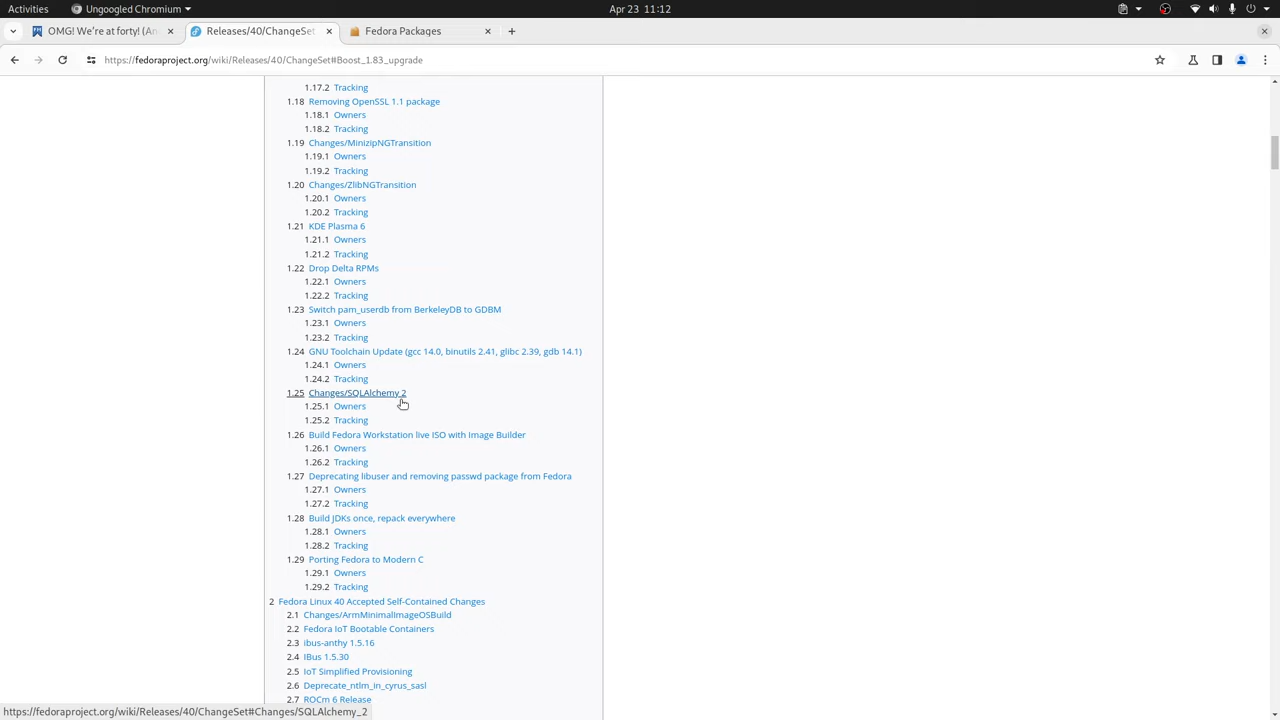 Activities
Ungoogled Chromium
Apr 23 11:12
OMG! We're at forty! (An
Releases/40/ChangeSet
Fedora Packages
https://fedoraproject.org/wiki/Releases/40/ChangeSet#Boost_1.83_upgrade
1.17.2 Tracking
1.18 Removing OpenSSL 1.1 package
1.18.1 Owners
1.18.2 Tracking
1.19 Changes/MinizipNGTransition
1.19.1 Owners
1.19.2 Tracking
1.20 Changes/ZlibNGTransition
1.20.1 Owners
1.20.2 Tracking
1.21 KDE Plasma 6
1.21.1 Owners
1.21.2 Tracking
1.22 Drop Delta RPMs
1.22.1 Owners
1.22.2 Tracking
1.23 Switch pam_userdb from BerkeleyDB to GDBM
1.23.1 Owners
1.23.2 Tracking
1.24 GNU Toolchain Update (gcc 14.0, binutils 2.41, glibc 2.39, gdb 14.1)
1.24.1 Owners
1.24.2 Tracking
1.25 Changes/SQLAlchemy 2
1.25.1 Owners
1.25.2 Tracking
1.26 Build Fedora Workstation live ISO with Image Builder
1.26.1 Owners
1.26.2 Tracking
1.27 Deprecating libuser and removing passwd package from Fedora
1.27.1 Owners
1.27.2 Tracking
1.28 Build JDKs once, repack everywhere
1.28.1 Owners
1.28.2 Tracking
1.29 Porting Fedora to Modern C
1.29.1 Owners
1.29.2 Tracking
2 Fedora Linux 40 Accepted Self-Contained Changes
2.1 Changes/ArmMinimalImageOSBuild
2.2 Fedora IoT Bootable Containers
2.3 ibus-anthy 1.5.16
2.4 IBus 1.5.30
2.5 IoT Simplified Provisioning
2.6 Deprecate_ntlm_in_cyrus_sasl
2.7 ROCm 6 Release
https://fedoraproject.org/wiki/Releases/40/ChangeSet#Changes/SQLAlchemy_2